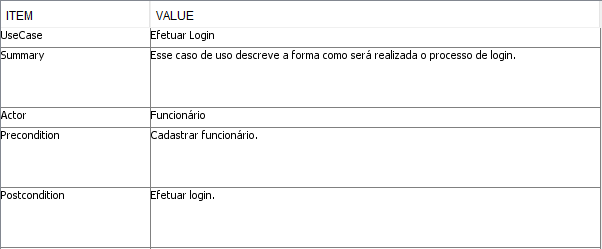 ITEM VALUE
UseCase Efetuar Login
Summary Esse caso de uso descreve a forma como será realizada o processo de login.
Actor Funcionário
Precondition Cadastrar funcionário.
Postcondition Efetuar login.